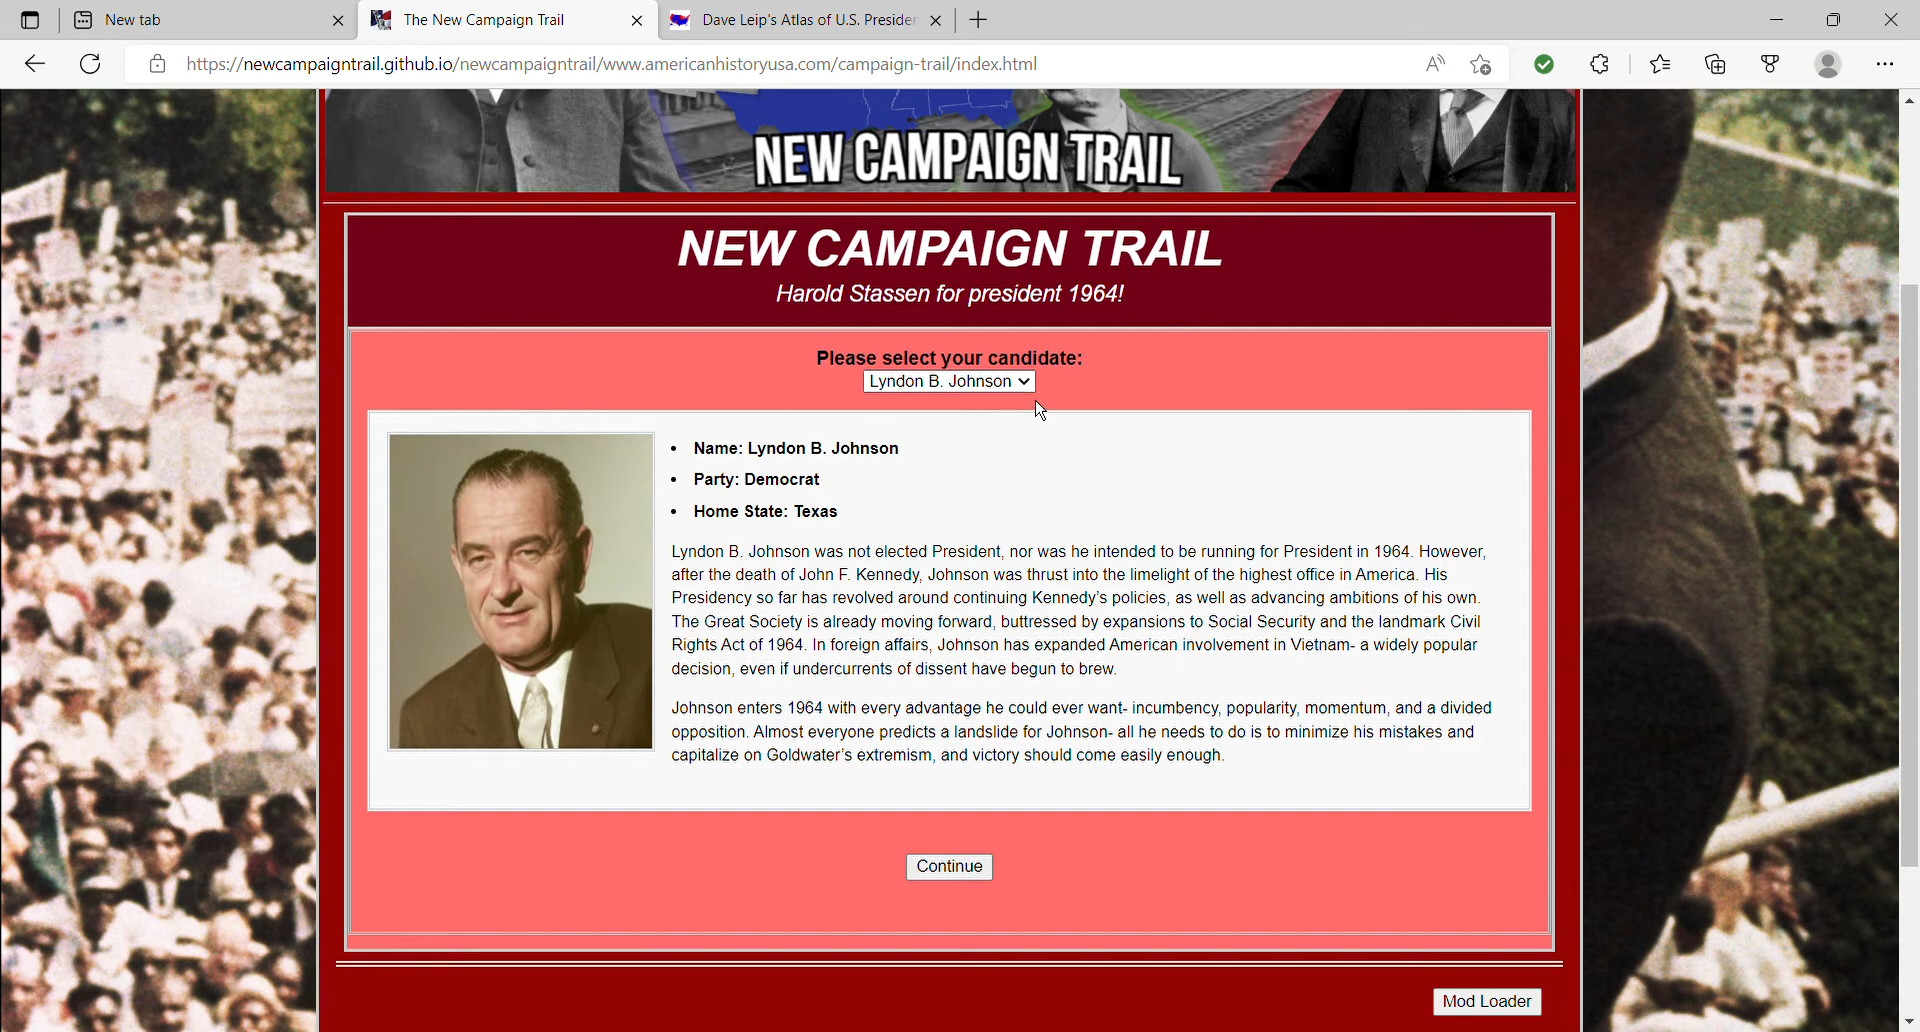 New tab
The New Campaign Trail
Dave Leip's Atlas of U.S. Presiden
https://newcampaigntrail.github.io/newcampaigntrail/www.americanhistoryusa.com/campaign-trail/index.html
NEW CAMPAIGN TRAIL
NEW CAMPAIGN TRAIL
Harold Stassen for president 1964!
Please select your candidate:
Lyndon B. Johnson
• Name: Lyndon B. Johnson
• Party: Democrat
• Home State: Texas
Lyndon B. Johnson was not elected President, nor was he intended to be running for President in 1964. However,
after the death of John F. Kennedy, Johnson was thrust into the limelight of the highest office in America. His
Presidency so far has revolved around continuing Kennedy's policies, as well as advancing ambitions of his own.
The Great Society is already moving forward, buttressed by expansions to Social Security and the landmark Civil
Rights Act of 1964. In foreign affairs, Johnson has expanded American involvement in Vietnam- a widely popular
decision, even if undercurrents of dissent have begun to brew.
Johnson enters 1964 with every advantage he could ever want- incumbency, popularity, momentum, and a divided
opposition. Almost everyone predicts a landslide for Johnson- all he needs to do is to minimize his mistakes and
capitalize on Goldwater's extremism, and victory should come easily enough.
Continue
Mod Loader